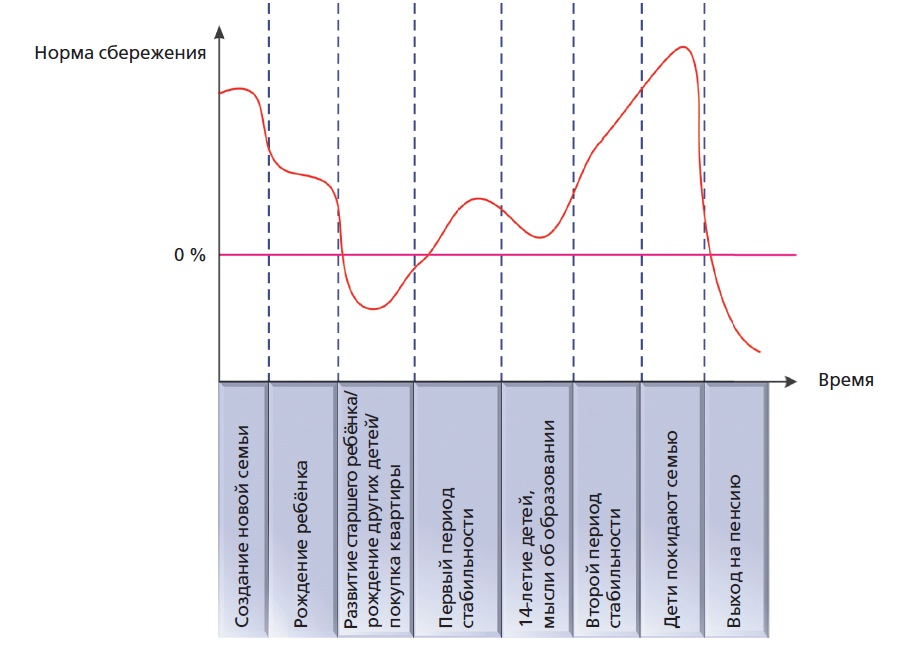 Норма сбережения
0 %
Время
Создание новой семьи
Рождение ребёнка
Развитие старшего ребёнка/
рождение других детей/
покупка квартиры
Первый период
стабильности
14-летие детей,
мысли об образовании
Второй период
стабильности
Дети покидают семью
Выход на пенсию